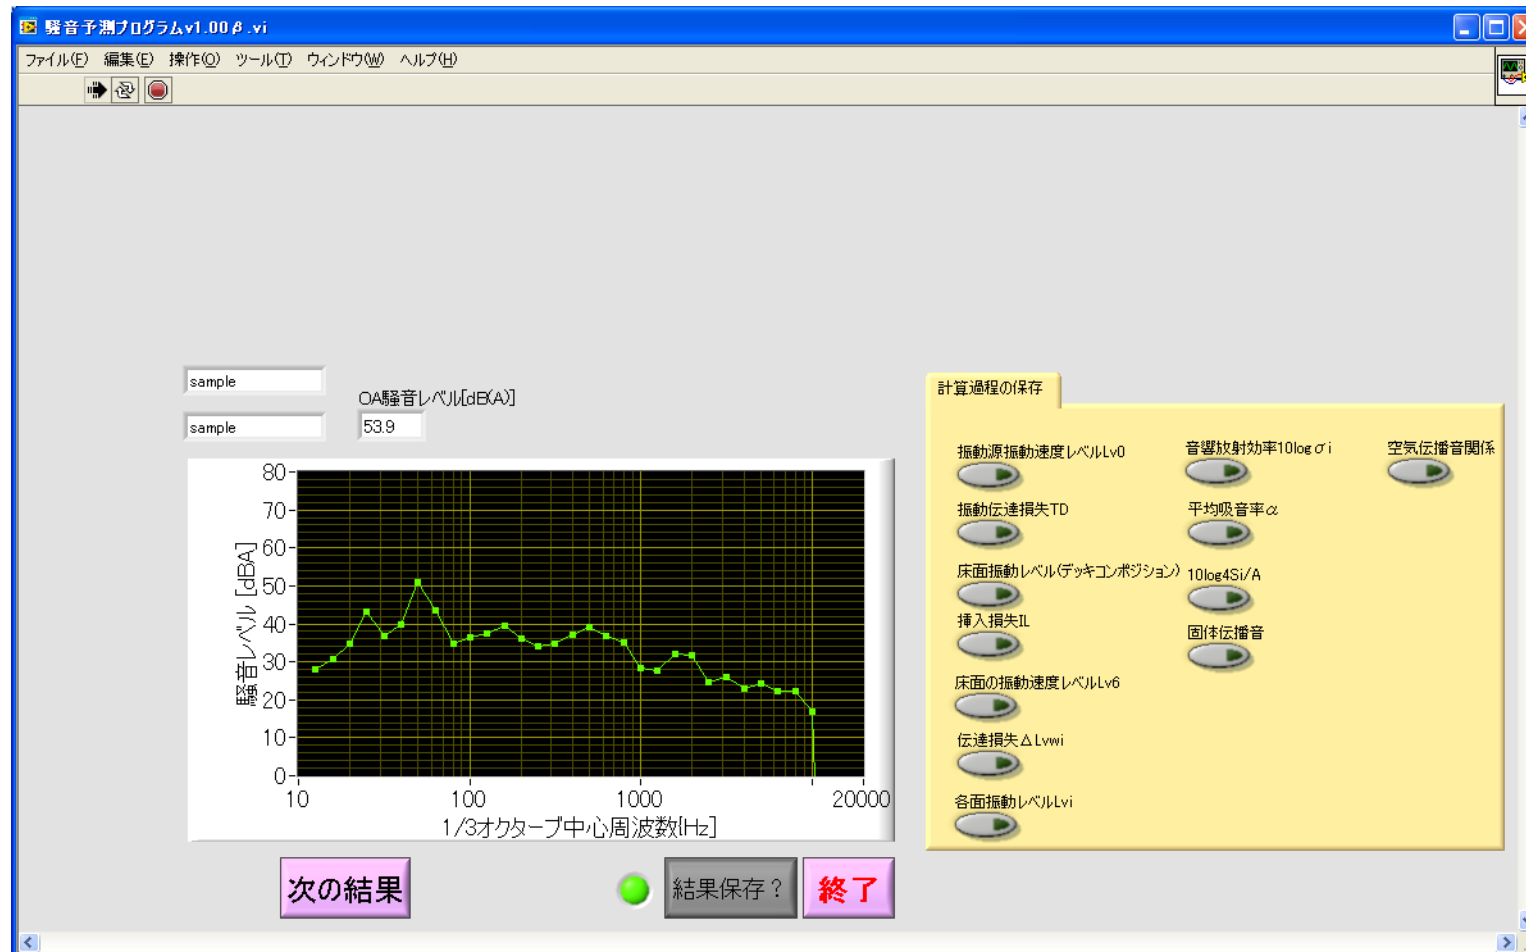 騒音予測プログラムv1.00β.vi
ファイル(F) 編集(E) 操作(O) ツール(T) ウィンドウ(W) ヘルプ(H)
sample
OA騒音レベル[dB(A)]
sample
53.9
計算過程の保存
振動源振動速度レベルLv0
音響放射効率10logσi
空気伝播音関係
振動伝達損失TD
平均吸音率α
床面振動レベル(デッキコンポジション)
10log4Si/A
挿入損失IL
固体伝播音
床面の振動速度レベルLv6
伝達損失ΔLvwi
各面振動レベルLvi
騒音レベル [dBA]
80
70
60
50
40
30
20
10
0
10 100 1000 20000
1/3オクターブ中心周波数[Hz]
次の結果
結果保存？
終了